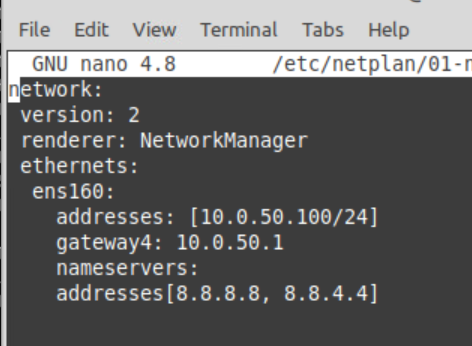 File Edit View Terminal Tabs Help
GNU nano 4.8 /etc/netplan/01-n
network:
version: 2
renderer: NetworkManager
ethernets:
ens160:
addresses: [10.0.50.100/24]
gateway4: 10.0.50.1
nameservers:
addresses[8.8.8.8, 8.8.4.4]